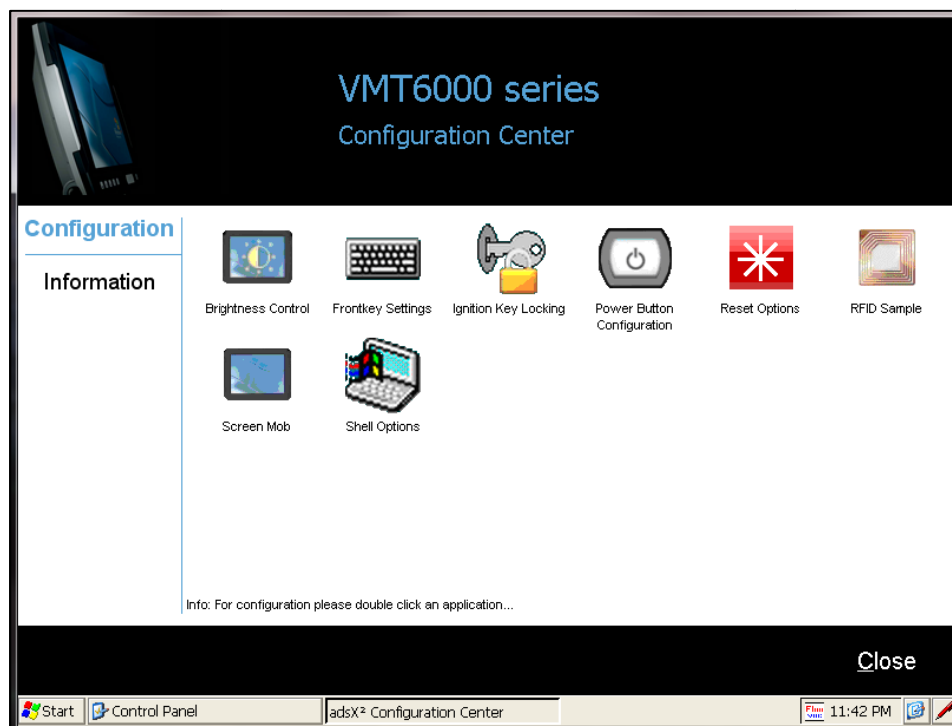 VMT6000 series
Configuration Center
Configuration
Information
Brightness Control
Frontkey Settings
Ignition Key Locking
Power Button
Configuration
Reset Options
RFID Sample
Screen Mob
Shell Options
Info: For configuration please double click an application...
Close
Start
Control Panel
adsX² Configuration Center
11:42 PM